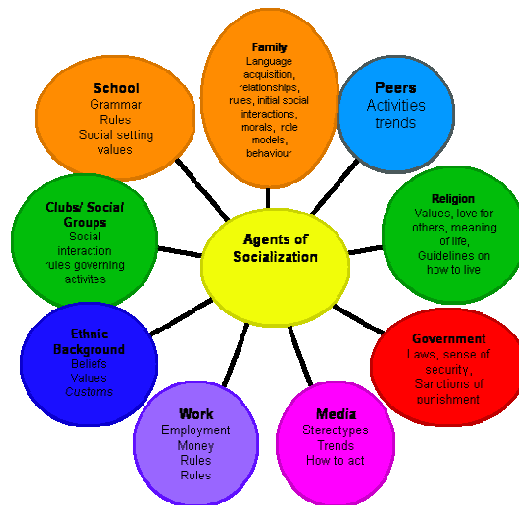 Family
Language
acquisition,
relationships,
rues, initial social
interactions,
morals, role
models,
behaviour
School
Grammar
Rules
Social setting
values
Peers
Activities
trends
Clubs/ Social
Groups
Social
interaction
rules governing
activites
Agents of
Socialization
Religion
Values, love for
others, meaning
of life,
Guidelines on
how to live
Ethnic
Background
Beliefs
Values
Customs
Government
Laws, sense of
security,
Sanctions of
punishment
Work
Employment
Money
Rules
Roles
Media
Stereotypes
Trends
How to act